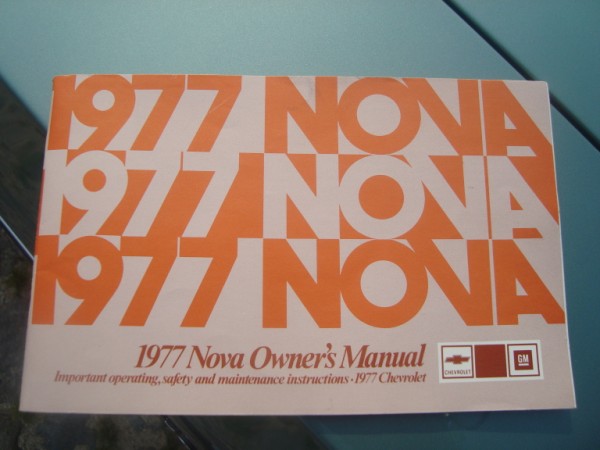 1977 NOVA
1977 NOVA
1977 NOVA
1977 Nova Owner's Manual
Important operating, safety and maintenance instructions · 1977 Chevrolet
CHEVROLET
GM